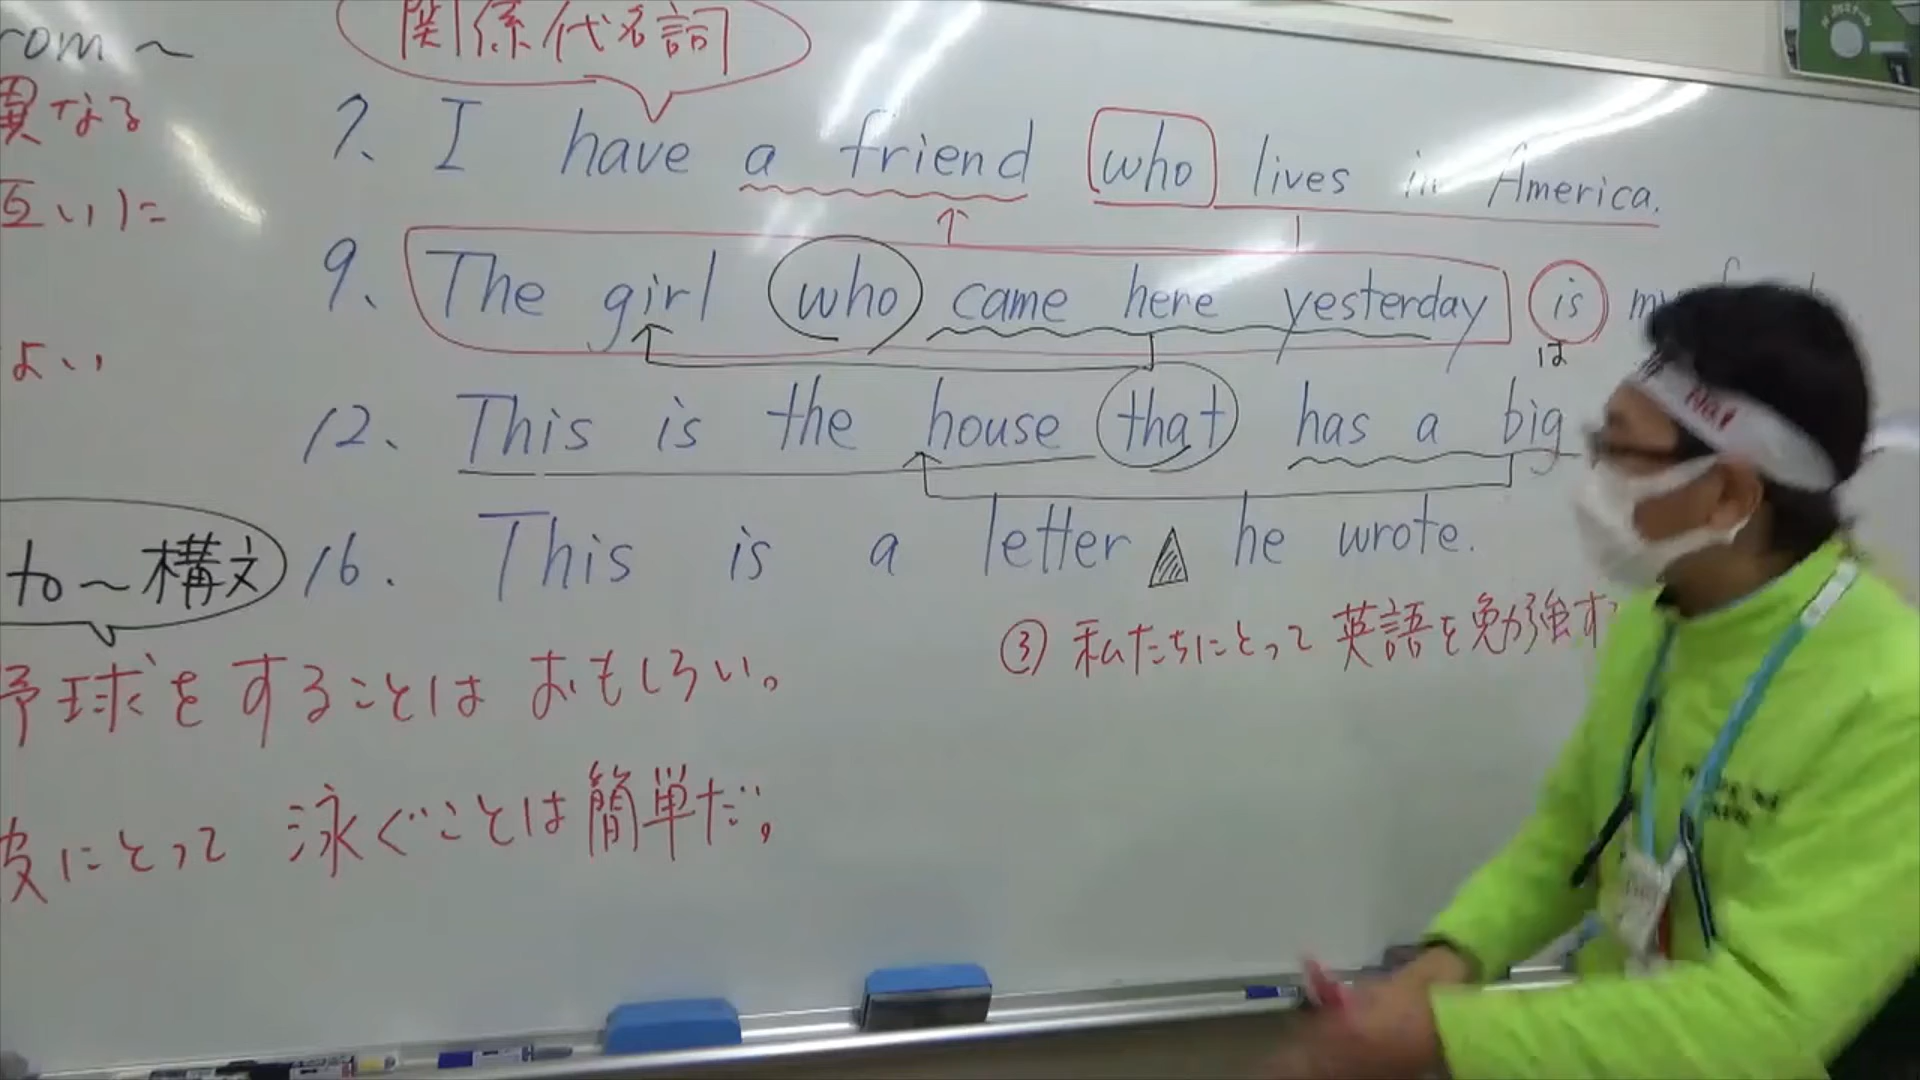 rom ~
関係代名詞
異なる
7. I have a friend who lives in America.
互いに
9. The girl who came here yesterday is my
は
よい
12. This is the house that has a big
to~構文
16. This is a letter he wrote.
③ 私たちにとって 英語を勉強す
野球をすることは おもしろい。
彼にとって 泳ぐことは簡単だ。